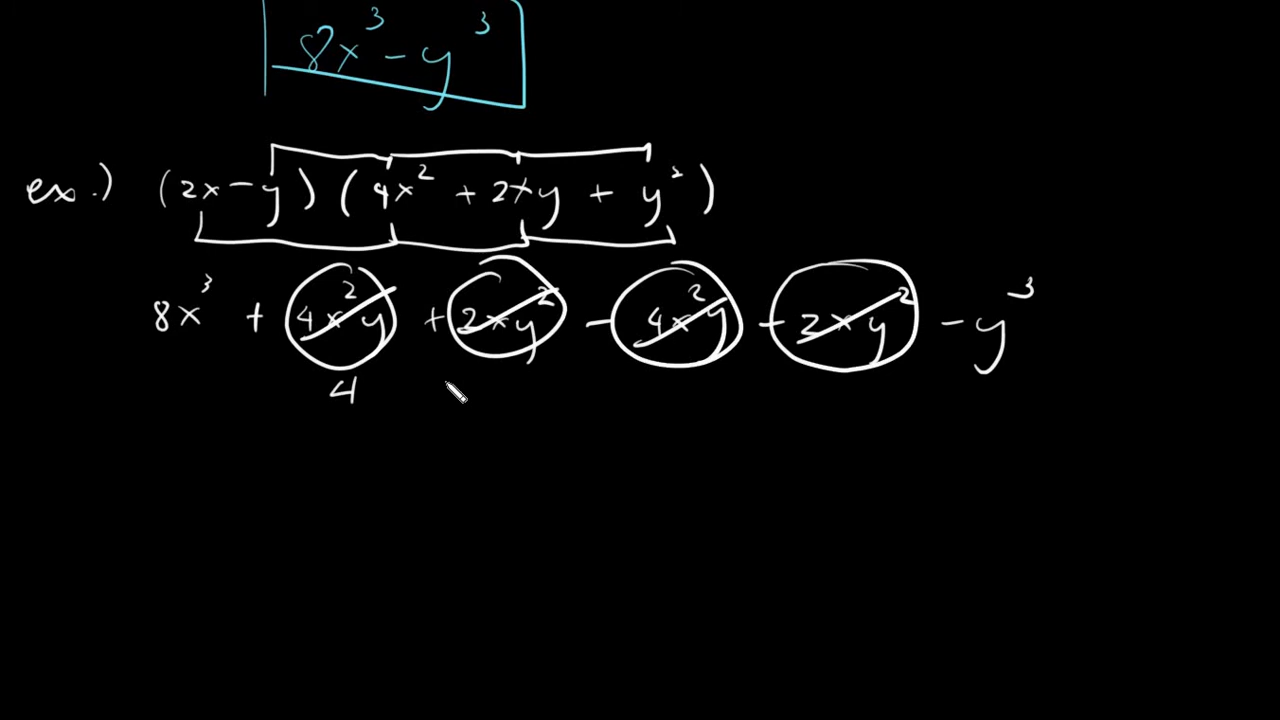 8x³ - y³
ex.) (2x - y)(4x² + 2xy + y²)
8x³ + 4x²y + 2xy² - 4x²y - 2xy² - y³
4